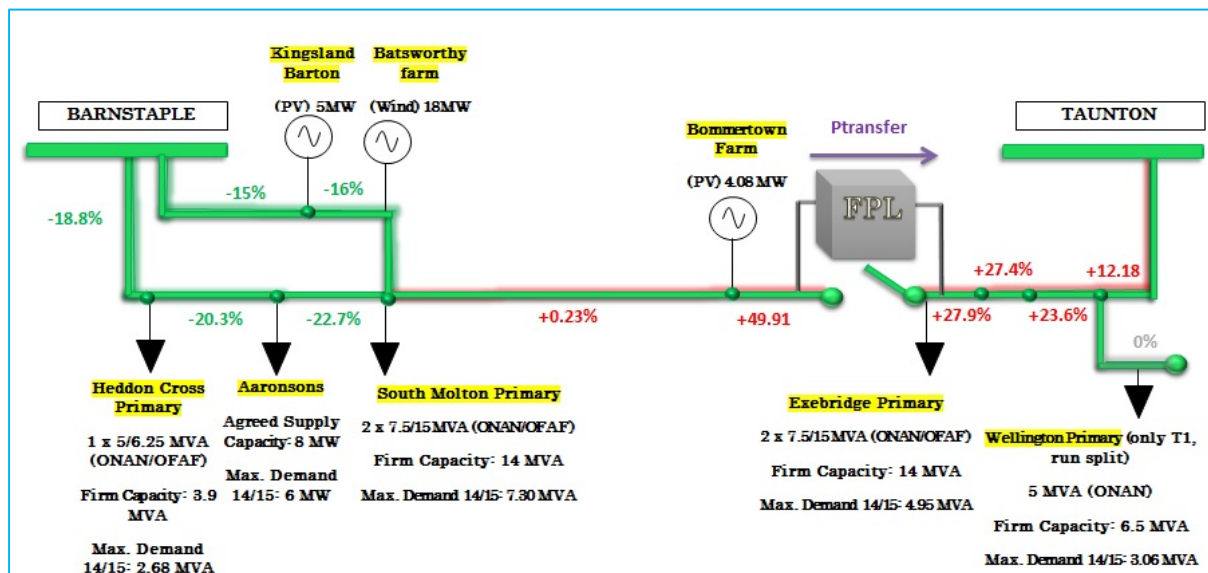 Kingsland
Barton
(PV) 5MW
Batsworthy
farm
(Wind) 18MW
BARNSTAPLE
TAUNTON
Bommertown
Farm
(PV) 4.08 MW
Ptransfer
FPL
-15%
-16%
-18.8%
-20.3%
-22.7%
+0.23%
+49.91
+27.4%
+27.9%
+23.6%
+12.18
0%
Heddon Cross
Primary
1 x 5/6.25 MVA
(ONAN/OFAF)
Firm Capacity: 3.9
MVA
Max. Demand
14/15: 2.68 MVA
Aaronsons
Agreed Supply
Capacity: 8 MW
Max. Demand
14/15: 6 MW
South Molton Primary
2 x 7.5/15 MVA (ONAN/OFAF)
Firm Capacity: 14 MVA
Max. Demand 14/15: 7.30 MVA
Exebridge Primary
2 x 7.5/15 MVA (ONAN/OFAF)
Firm Capacity: 14 MVA
Max. Demand 14/15: 4.95 MVA
Wellington Primary (only T1,
run split)
5 MVA (ONAN)
Firm Capacity: 6.5 MVA
Max. Demand 14/15: 3.06 MVA